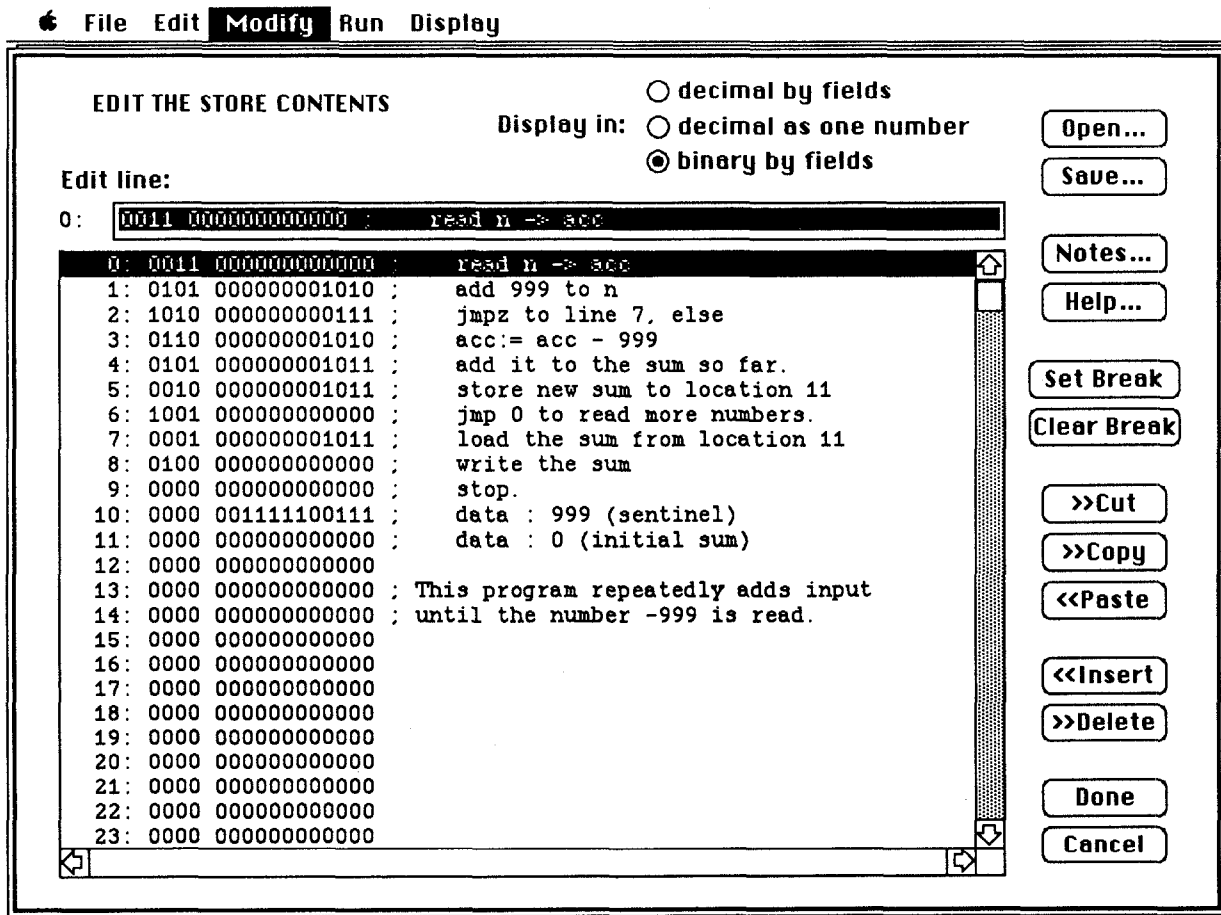 File Edit Modify Run Display
EDIT THE STORE CONTENTS
Display in:
decimal by fields
decimal as one number
binary by fields
Edit line:
0: 0011 000000000000 ; read n -> acc
0: 0011 000000000000 ; read n -> acc
1: 0101 000000001010 ; add 999 to n
2: 1010 000000000111 ; jmpz to line 7, else
3: 0110 000000001010 ; acc:= acc - 999
4: 0101 000000001011 ; add it to the sum so far.
5: 0010 000000001011 ; store new sum to location 11
6: 1001 000000000000 ; jmp 0 to read more numbers.
7: 0001 000000001011 ; load the sum from location 11
8: 0100 000000000000 ; write the sum
9: 0000 000000000000 ; stop.
10: 0000 001111100111 ; data : 999 (sentinel)
11: 0000 000000000000 ; data : 0 (initial sum)
12: 0000 000000000000
13: 0000 000000000000 ; This program repeatedly adds input
14: 0000 000000000000 ; until the number -999 is read.
15: 0000 000000000000
16: 0000 000000000000
17: 0000 000000000000
18: 0000 000000000000
19: 0000 000000000000
20: 0000 000000000000
21: 0000 000000000000
22: 0000 000000000000
23: 0000 000000000000
Open...
Save...
Notes...
Help...
Set Break
Clear Break
>>Cut
>>Copy
<<Paste
<<Insert
>>Delete
Done
Cancel